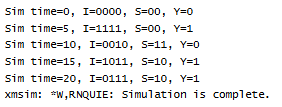 Sim time=0, I=0000, S=00, Y=0
Sim time=5, I=1111, S=00, Y=1
Sim time=10, I=0010, S=11, Y=0
Sim time=15, I=1011, S=10, Y=1
Sim time=20, I=0111, S=10, Y=1
xmsim: *W,RNQUIE: Simulation is complete.